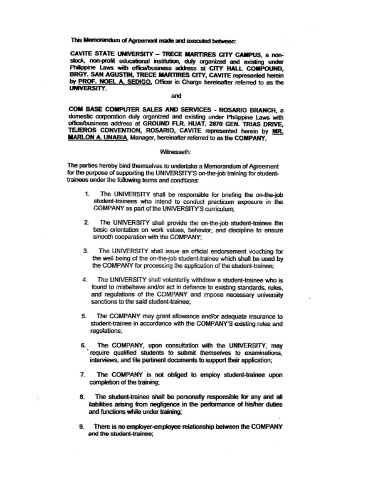 This Memorandum of Agreement made and executed between:
CAVITE STATE UNIVERSITY – TRECE MARTIRES CITY CAMPUS, a non-
stock, non-profit educational institution, duly organized and existing under
Philippine Laws with office/business address at CITY HALL COMPOUND,
BRGY. SAN AGUSTIN, TRECE MARTIRES CITY, CAVITE represented herein
by PROF. NOEL A. SEDIGO, Officer in Charge hereinafter referred to as the
UNIVERSITY.
and
COM BASE COMPUTER SALES AND SERVICES - ROSARIO BRANCH, a
domestic corporation duly organized and existing under Philippine Laws with
office/business address at GROUND FLR. HUAT. 2870 GEN. TRIAS DRIVE,
TEJEROS CONVENTION, ROSARIO, CAVITE represented herein by MR.
MARLON A. UNABIA, Manager, hereinafter referred to as the COMPANY.
Witnesseth:
The parties hereby bind themselves to undertake a Memorandum of Agreement
for the purpose of supporting the UNIVERSITY'S on-the-job training for student-
trainees under the following terms and conditions:
1. The UNIVERSITY shall be responsible for briefing the on-the-job
student-trainees who intend to conduct practicum exposure in the
COMPANY as part of the UNIVERSITY'S curriculum;
2. The UNIVERSITY shall provide the on-the-job student-trainee the
basic orientation on work values, behavior, and discipline to ensure
smooth cooperation with the COMPANY;
3. The UNIVERSITY shall issue an official endorsement vouching for
the well being of the on-the-job student-trainee which shall be used by
the COMPANY for processing the application of the student-trainee;
4. The UNIVERSITY shall voluntarily withdraw a student-trainee who is
found to misbehave and/or act in defiance to existing standards, rules,
and regulations of the COMPANY and impose necessary university
sanctions to the said student-trainee;
5. The COMPANY may grant allowance and/or adequate insurance to
student-trainee in accordance with the COMPANY'S existing rules and
regulations;
6. The COMPANY, upon consultation with the UNIVERSITY, may
require qualified students to submit themselves to examinations,
interviews, and file pertinent documents to support their application;
7. The COMPANY is not obliged to employ student-trainee upon
completion of the training;
8. The student-trainee shall be personally responsible for any and all
liabilities arising from negligence in the performance of his/her duties
and functions while under training;
9. There is no employer-employee relationship between the COMPANY
and the student-trainee;